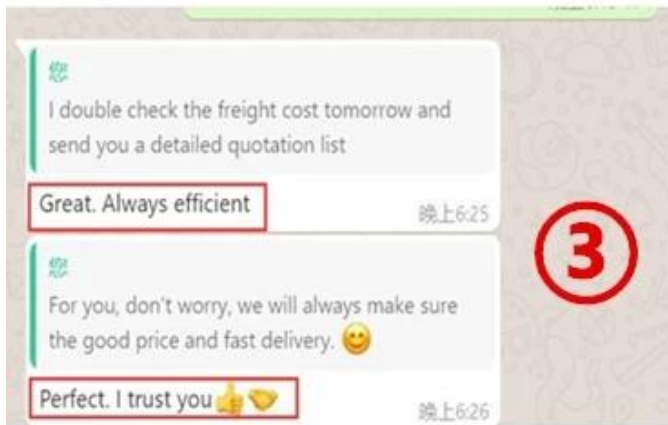 您
I double check the freight cost tomorrow and
send you a detailed quotation list
Great. Always efficient
晚上6:25
您
For you, don't worry, we will always make sure
the good price and fast delivery. 😊
Perfect. I trust you👍🤝
晚上6:26
③